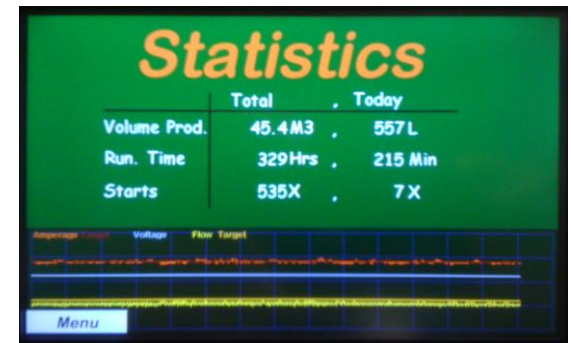 Statistics
Total , Today
Volume Prod. 45.4M3 , 557L
Run. Time 329Hrs , 215 Min
Starts 535X , 7X
Amperage Target Voltage Flow Target
Menu